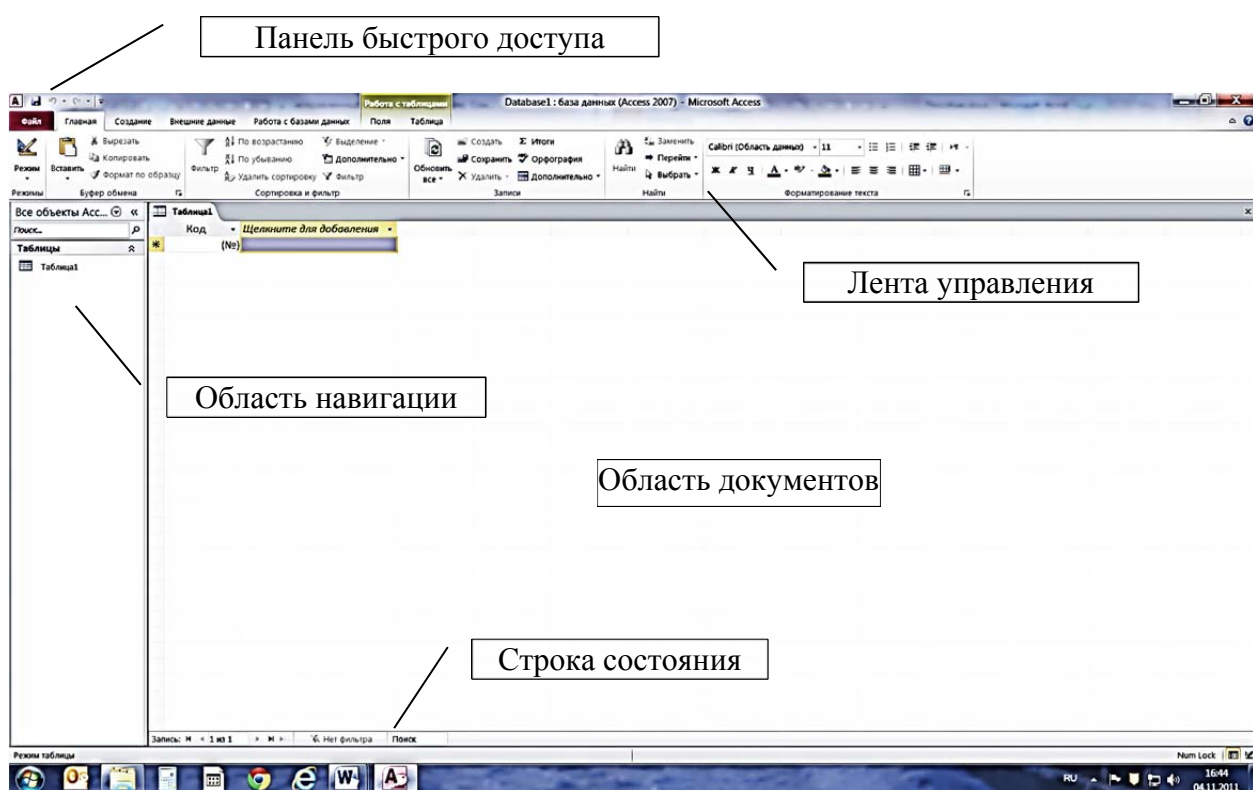 Панель быстрого доступа
Работа с таблицами
Database1 : база данных (Access 2007) - Microsoft Access
Файл Главная Создание Внешние данные Работа с базами данных Поля Таблица
Режим
Вставить
Вырезать
Копировать
Формат по образцу
Фильтр
По возрастанию
По убыванию
Удалить сортировку
Выделение
Дополнительно
Фильтр
Обновить все
Создать
Сохранить
Удалить
Итоги
Орфография
Дополнительно
Найти
Заменить
Перейти
Выбрать
Calibri (Область данных) 11
Ж К Ч А
Режимы Буфер обмена Сортировка и фильтр Записи Найти Форматирование текста
Все объекты Acc...
Поиск...
Таблицы
Таблица1
Таблица1
Код Щелкните для добавления
(№)
Лента управления
Область навигации
Область документов
Строка состояния
Запись: 1 из 1 Нет фильтра Поиск
Режим таблицы Num Lock
RU 16:44
04.11.2011